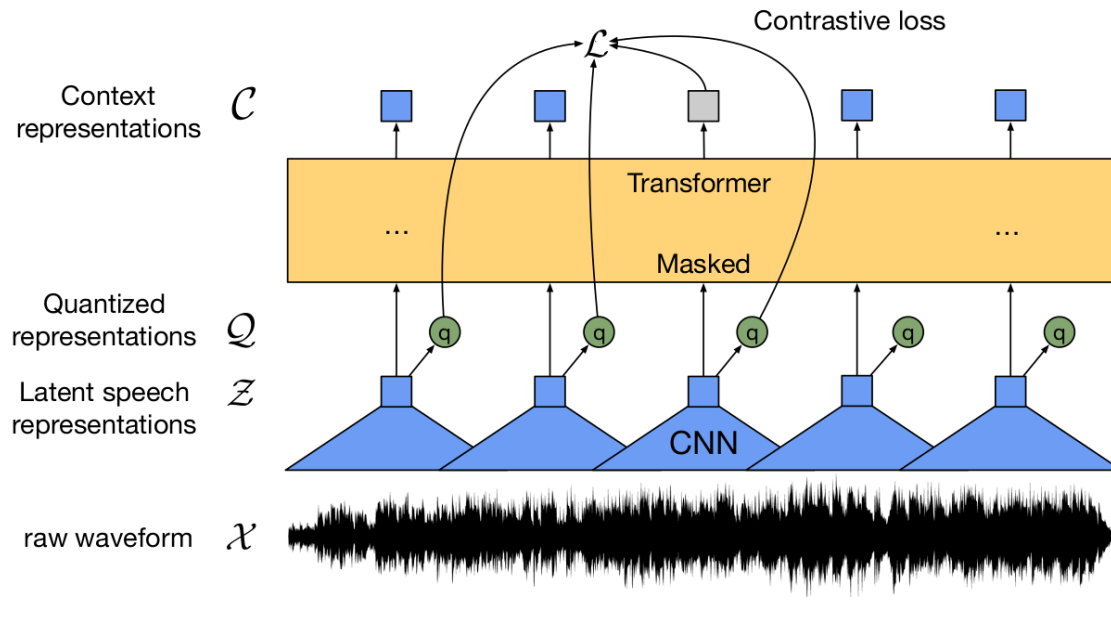 Contrastive loss
ℒ
Context
representations
𝒞
Transformer
...
...
Masked
Quantized
representations
𝒬
q
q
q
q
q
Latent speech
representations
𝒵
CNN
raw waveform
𝒳